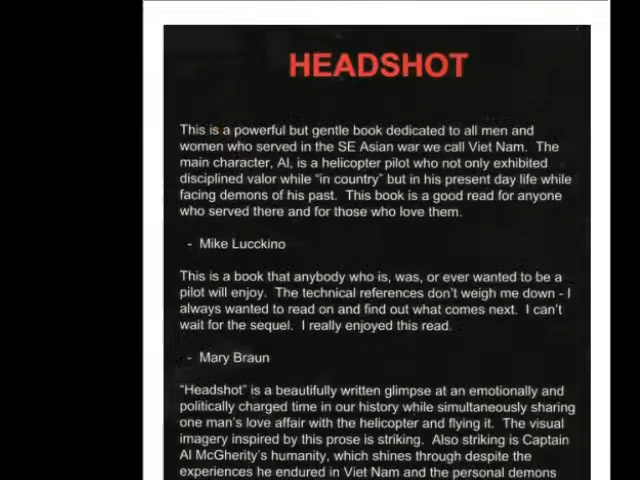 HEADSHOT
This is a powerful but gentle book dedicated to all men and
women who served in the SE Asian war we call Viet Nam. The
main character, Al, is a helicopter pilot who not only exhibited
disciplined valor while “in country” but in his present day life while
facing demons of his past. This book is a good read for anyone
who served there and for those who love them.
- Mike Lucckino
This is a book that anybody who is, was, or ever wanted to be a
pilot will enjoy. The technical references don’t weigh me down - I
always wanted to read on and find out what comes next. I can’t
wait for the sequel. I really enjoyed this read.
- Mary Braun
“Headshot” is a beautifully written glimpse at an emotionally and
politically charged time in our history while simultaneously sharing
one man’s love affair with the helicopter and flying it. The visual
imagery inspired by this prose is striking. Also striking is Captain
Al McGherity’s humanity, which shines through despite the
experiences he endured in Viet Nam and the personal demons